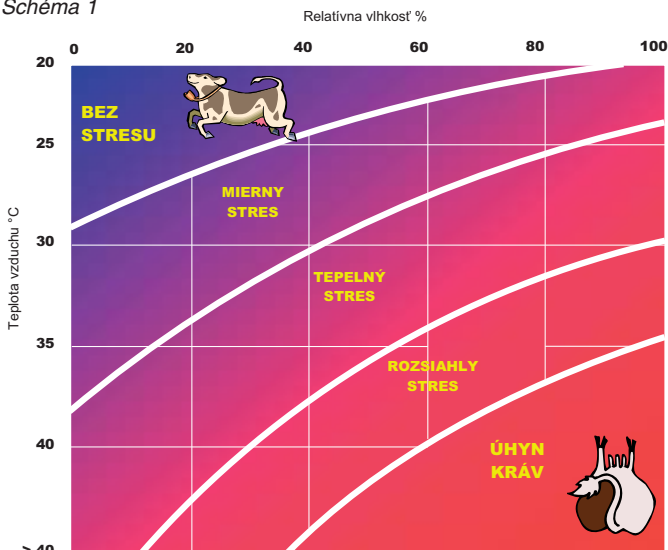 Schéma 1
Relatívna vlhkosť %
0 20 40 60 80 100
20
BEZ
STRESU
25
MIERNY
STRES
Teplota vzduchu °C
30
TEPELNÝ
STRES
35
ROZSIAHLY
STRES
40
ÚHYN
KRÁV